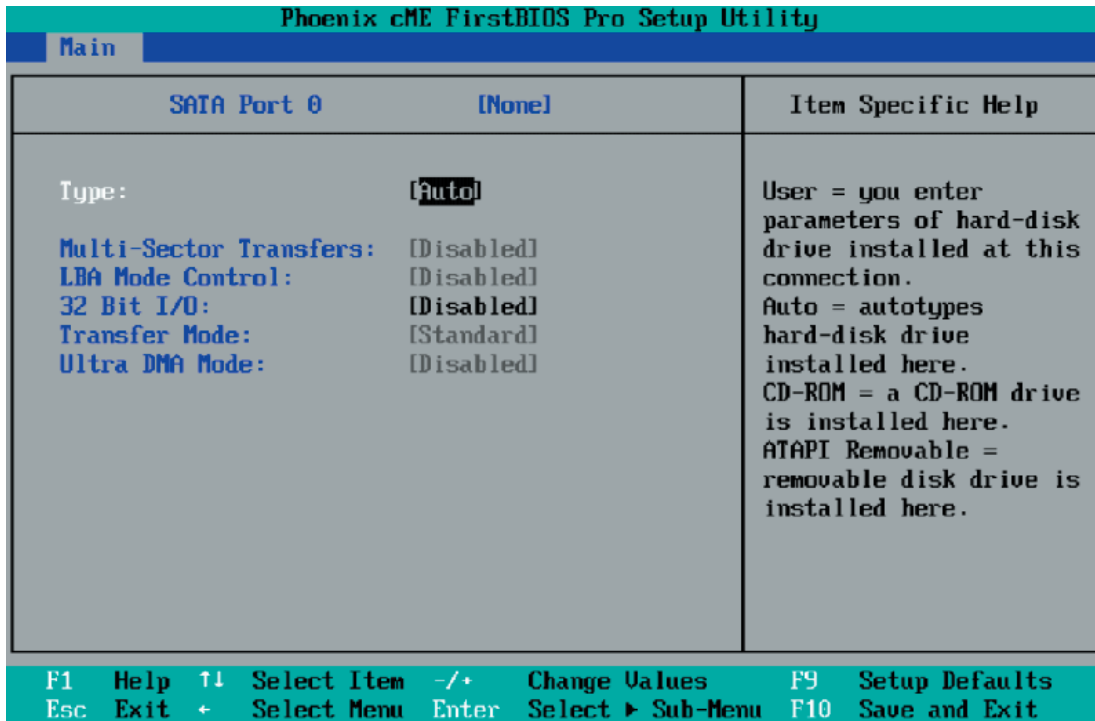 Phoenix cME FirstBIOS Pro Setup Utility
Main
SATA Port 0 [None]
Type: [Auto]
Multi-Sector Transfers: [Disabled]
LBA Mode Control: [Disabled]
32 Bit I/O: [Disabled]
Transfer Mode: [Standard]
Ultra DMA Mode: [Disabled]
Item Specific Help
User = you enter
parameters of hard-disk
drive installed at this
connection.
Auto = autotypes
hard-disk drive
installed here.
CD-ROM = a CD-ROM drive
is installed here.
ATAPI Removable =
removable disk drive is
installed here.
F1 Help ↑↓ Select Item -/+ Change Values F9 Setup Defaults
Esc Exit ← Select Menu Enter Select ▶ Sub-Menu F10 Save and Exit